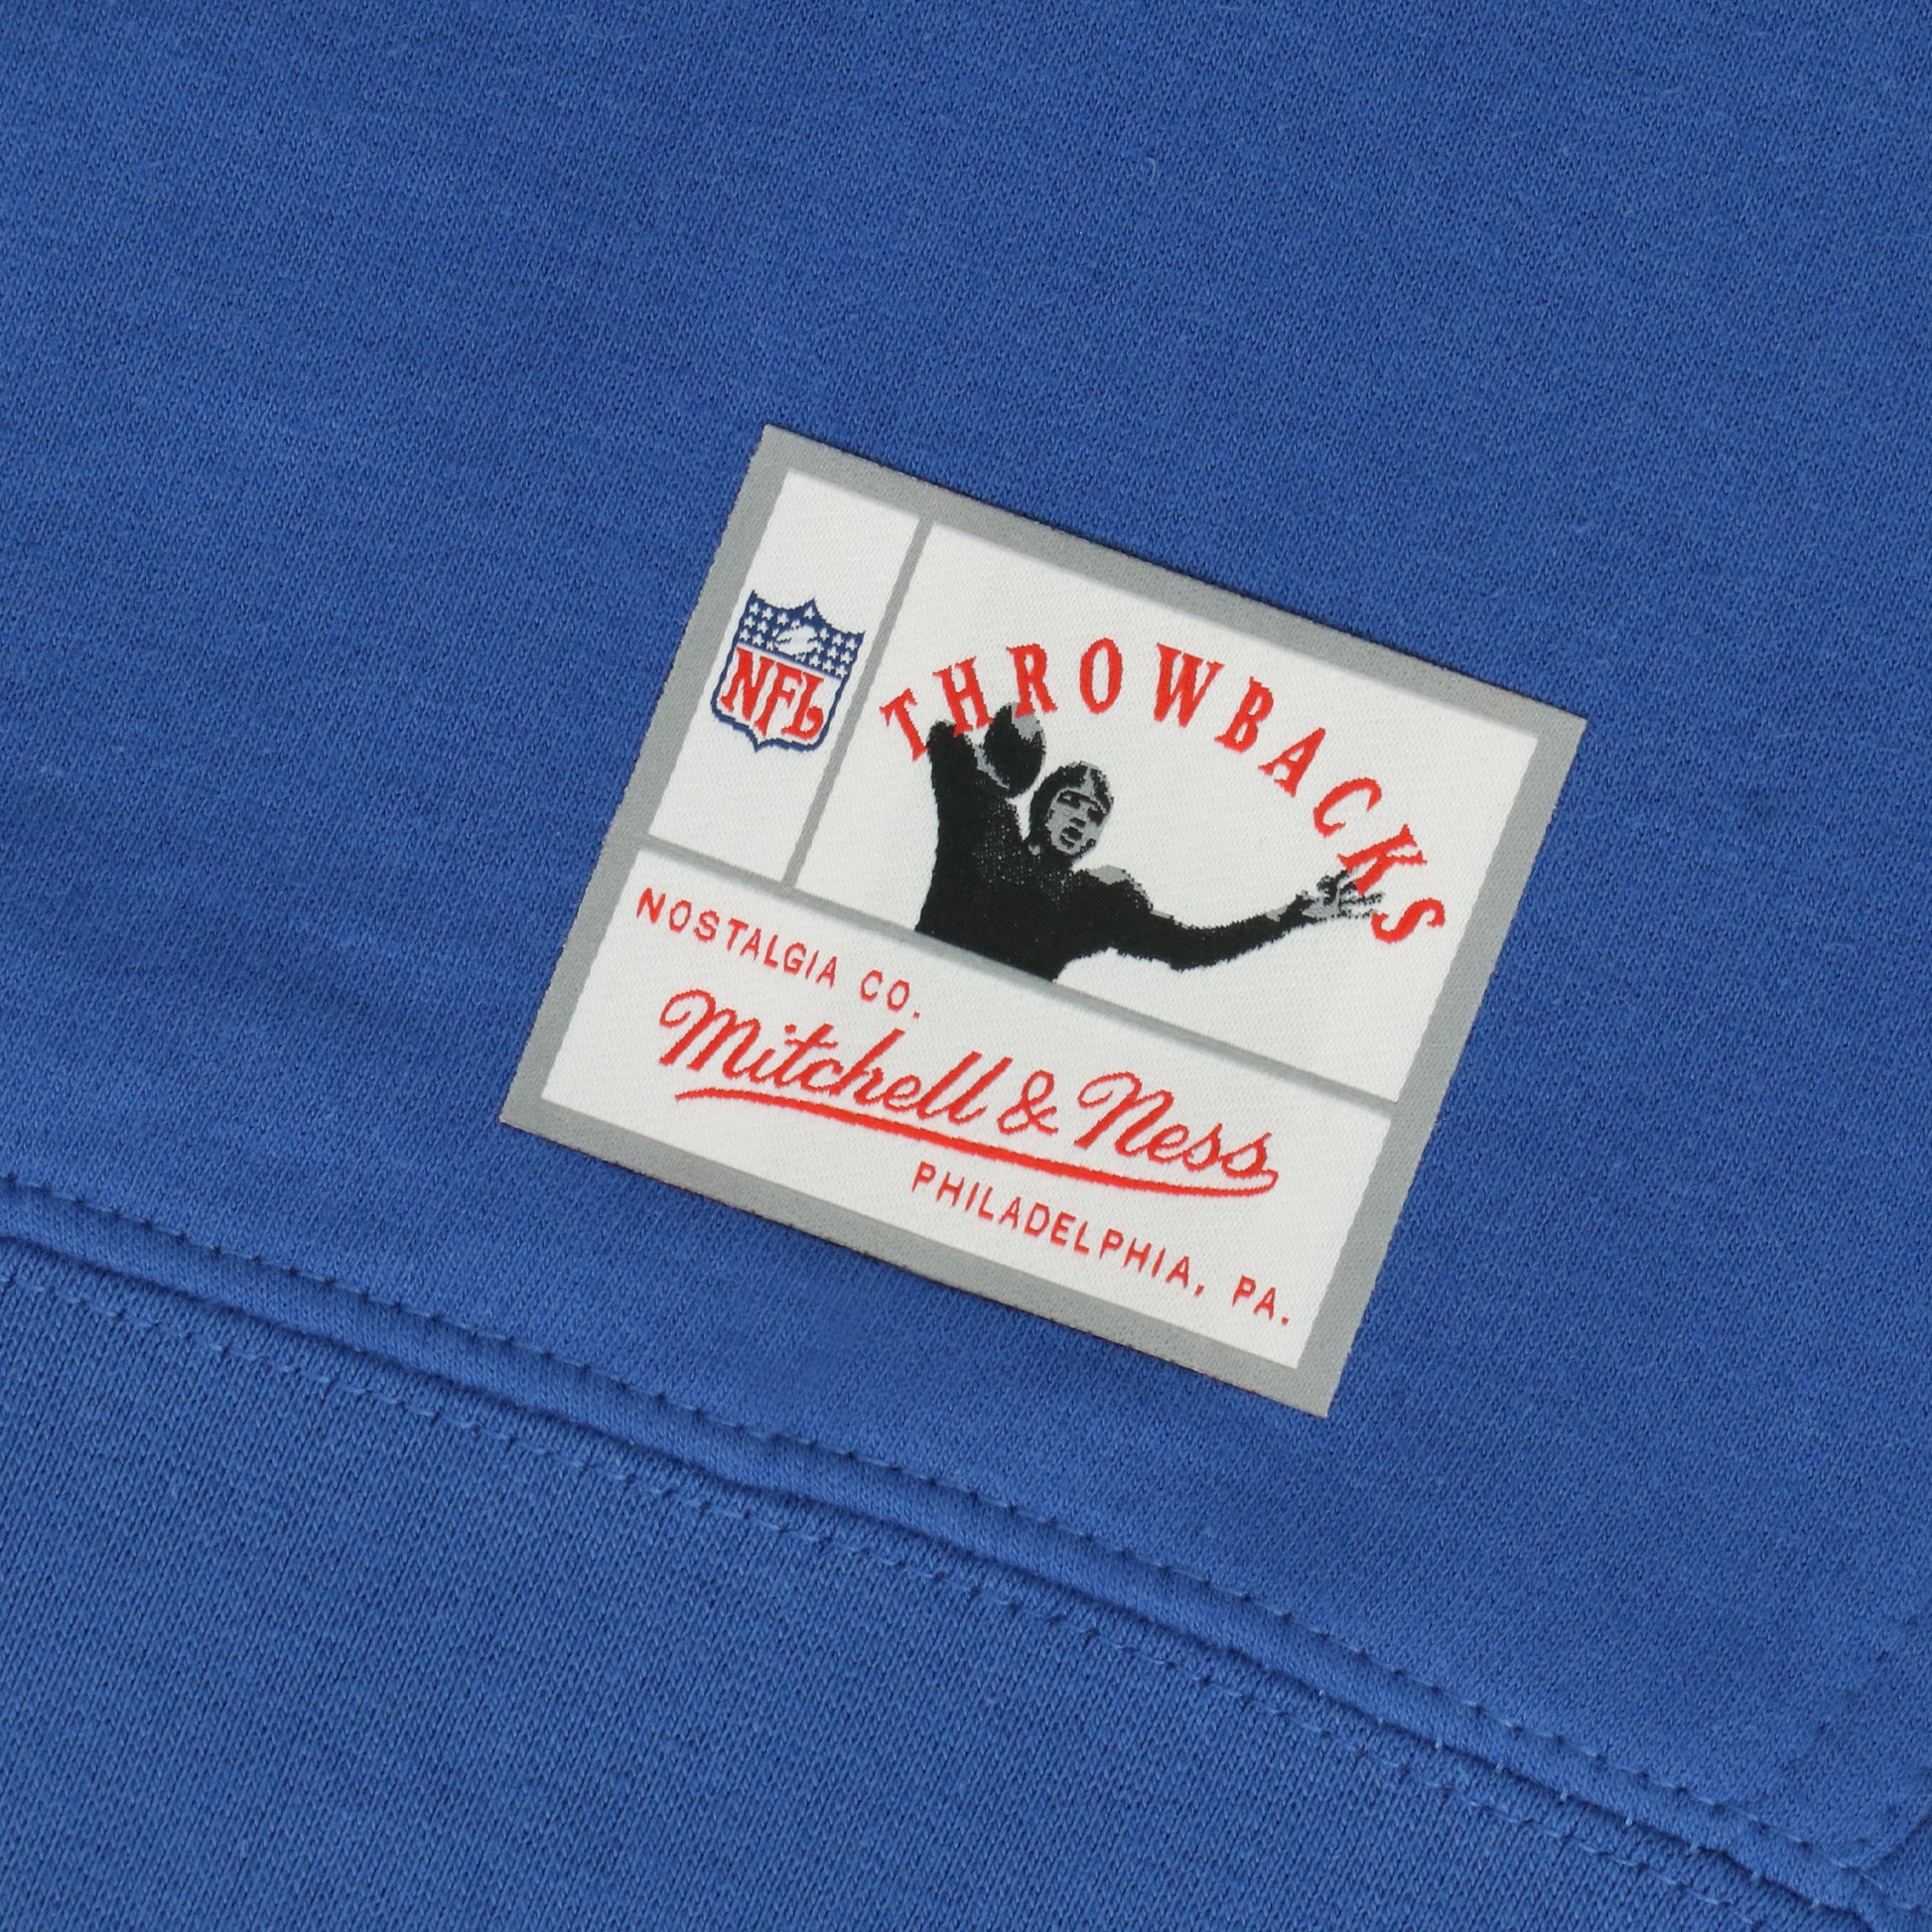 NFL
THROWBACKS
NOSTALGIA CO.
Mitchell & Ness
PHILADELPHIA, PA.